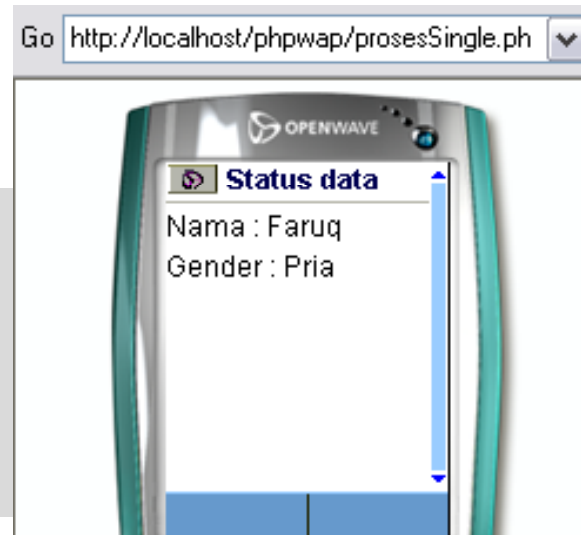 Go http://localhost/phpwap/prosesSingle.ph
OPENWAVE
Status data
Nama : Faruq
Gender : Pria